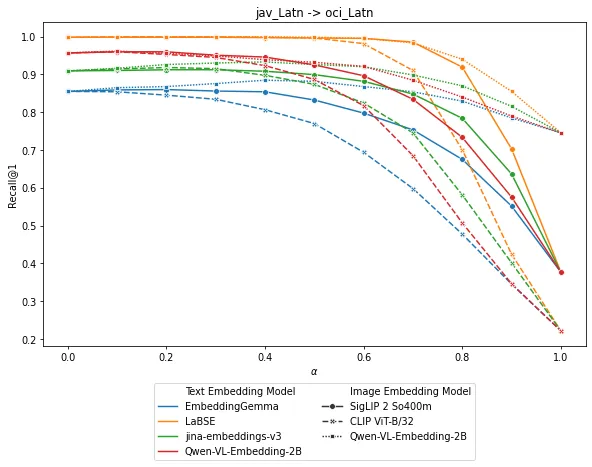 jav_Latn -> oci_Latn
Recall@1
1.0
0.9
0.8
0.7
0.6
0.5
0.4
0.3
0.2
0.0 0.2 0.4 0.6 0.8 1.0
α
Text Embedding Model Image Embedding Model
EmbeddingGemma SigLIP 2 So400m
LaBSE CLIP ViT-B/32
jina-embeddings-v3 Qwen-VL-Embedding-2B
Qwen-VL-Embedding-2B